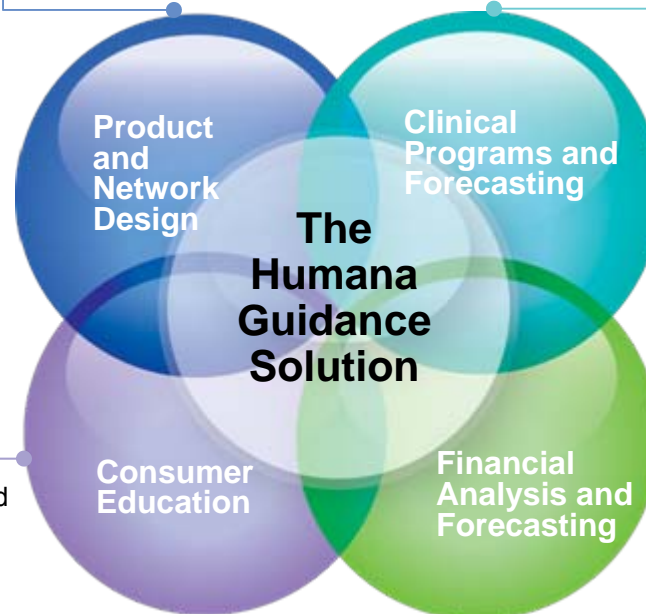 Product
and
Network
Design
Clinical
Programs and
Forecasting
The
Humana
Guidance
Solution
Consumer
Education
Financial
Analysis and
Forecasting